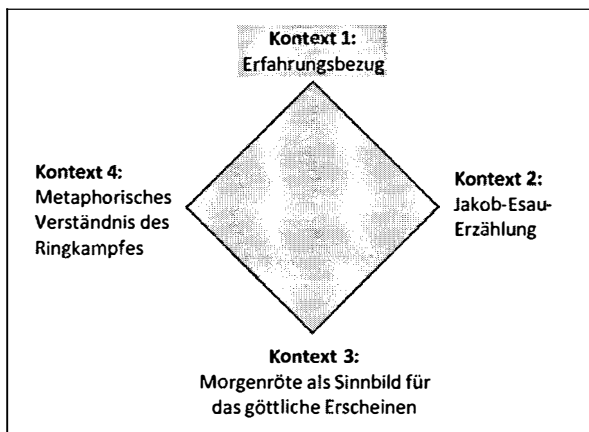 Kontext 1:
Erfahrungsbezug
Kontext 4:
Metaphorisches
Verständnis des
Ringkampfes
Kontext 2:
Jakob-Esau-
Erzählung
Kontext 3:
Morgenröte als Sinnbild für
das göttliche Erscheinen